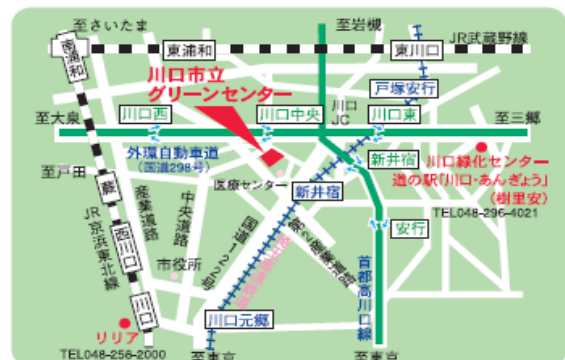 至さいたま
至岩槻
JR武蔵野線
南浦和
東浦和
東川口
川口市立
グリーンセンター
戸塚安行
至大泉
川口西
川口中央
川口
JC
川口東
至三郷
外環自動車道
(国道298号)
新井宿
川口緑化センター
道の駅「川口・あんぎょう」
(樹里安)
TEL048-296-4021
至戸田
蕨
医療センター
新井宿
産業道路
中央道路
国道122号
第2産業道路
安行
JR京浜東北線
西川口
市役所
首都高川口線
川口
川口元郷
リリア
TEL048-258-2000
至東京
至東京